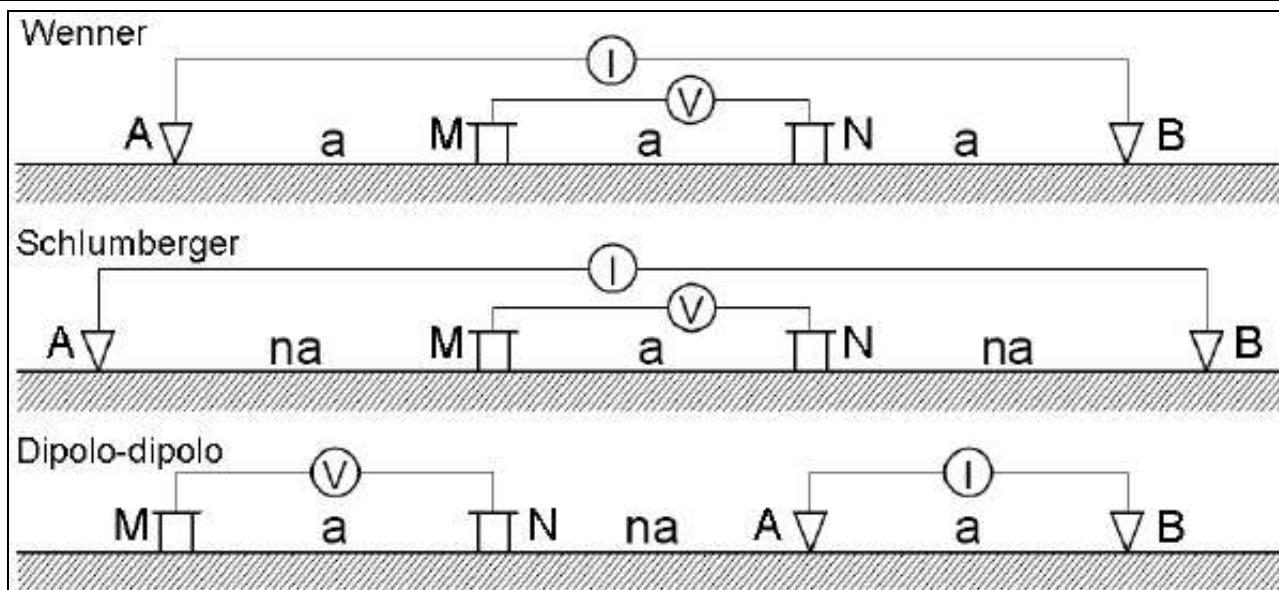 Wenner
I
V
A a M a N a B
Schlumberger
I
V
A na M a N na B
Dipolo-dipolo
V I
M a N na A a B